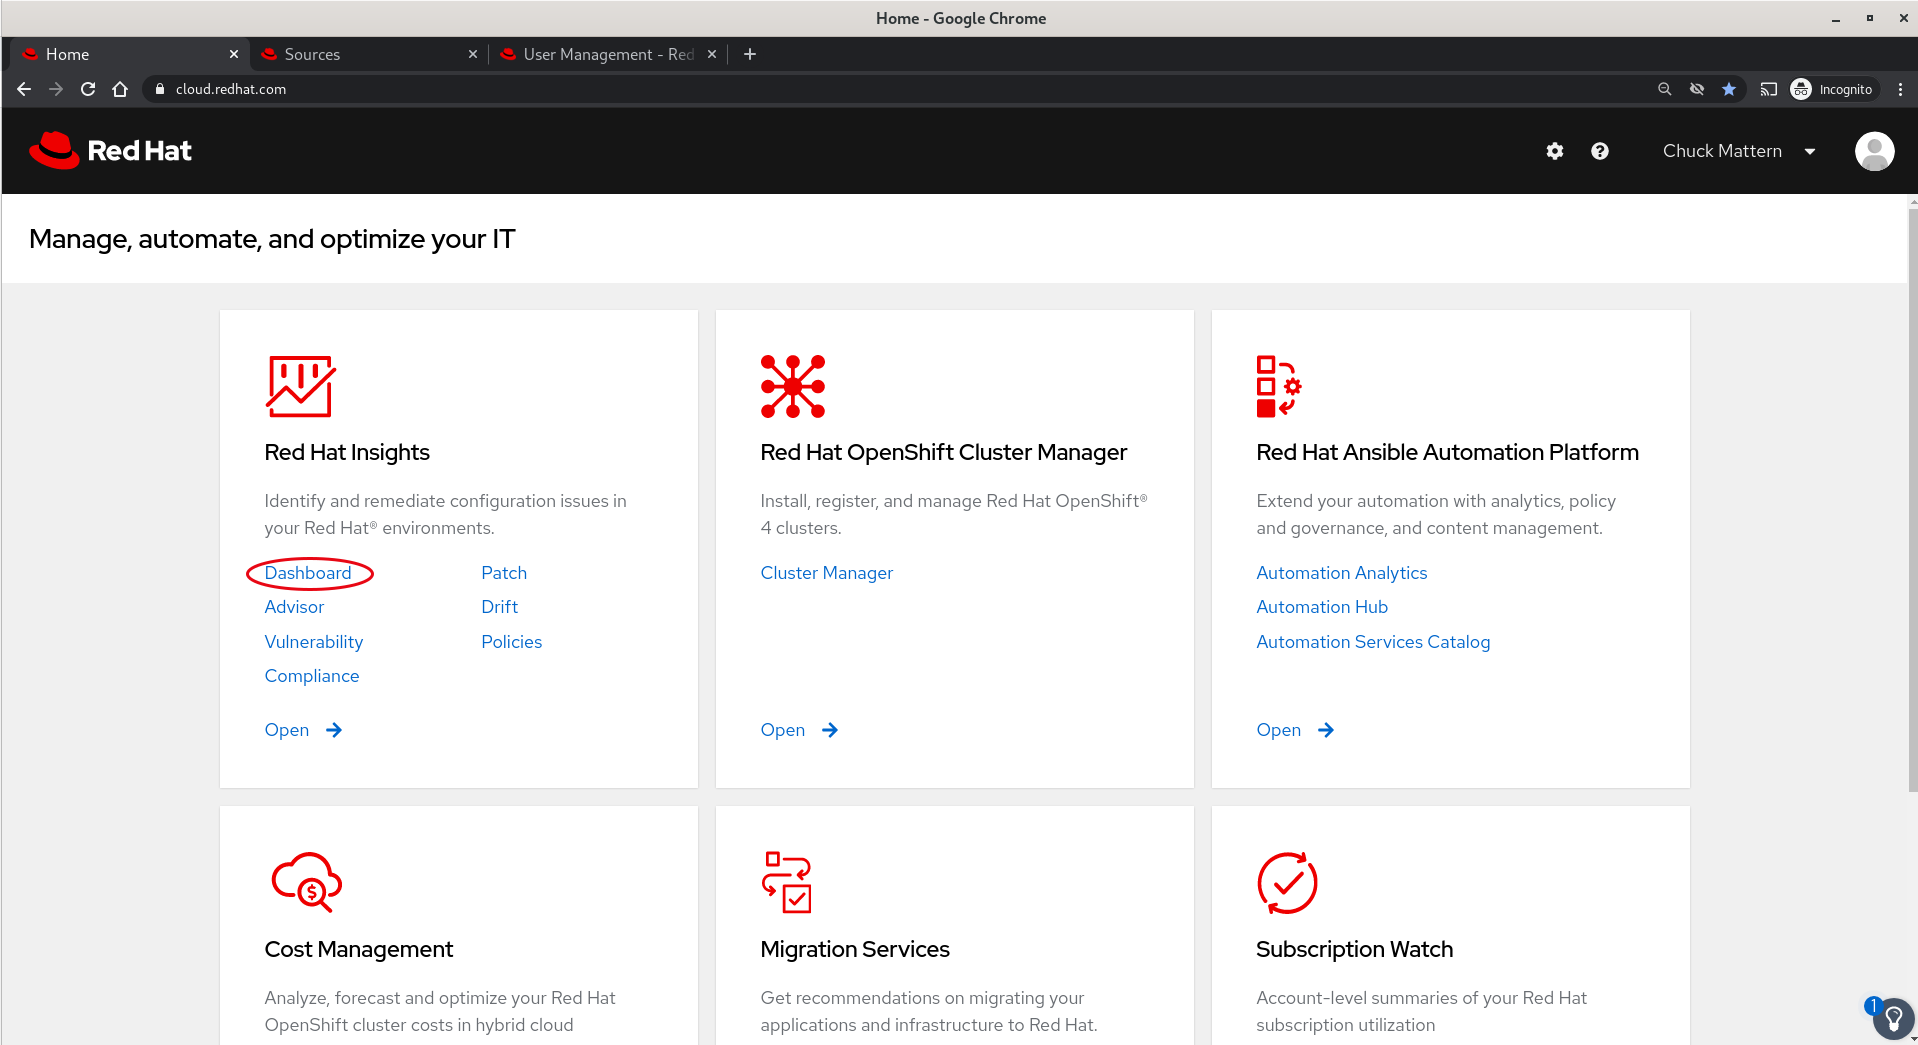 Home - Google Chrome
Home
Sources
User Management - Red
cloud.redhat.com
Incognito
Red Hat
Chuck Mattern
Manage, automate, and optimize your IT
Red Hat Insights
Identify and remediate configuration issues in
your Red Hat® environments.
Dashboard
Patch
Advisor
Drift
Vulnerability
Policies
Compliance
Open
Red Hat OpenShift Cluster Manager
Install, register, and manage Red Hat OpenShift®
4 clusters.
Cluster Manager
Open
Red Hat Ansible Automation Platform
Extend your automation with analytics, policy
and governance, and content management.
Automation Analytics
Automation Hub
Automation Services Catalog
Open
Cost Management
Analyze, forecast and optimize your Red Hat
OpenShift cluster costs in hybrid cloud
Migration Services
Get recommendations on migrating your
applications and infrastructure to Red Hat.
Subscription Watch
Account-level summaries of your Red Hat
subscription utilization
1